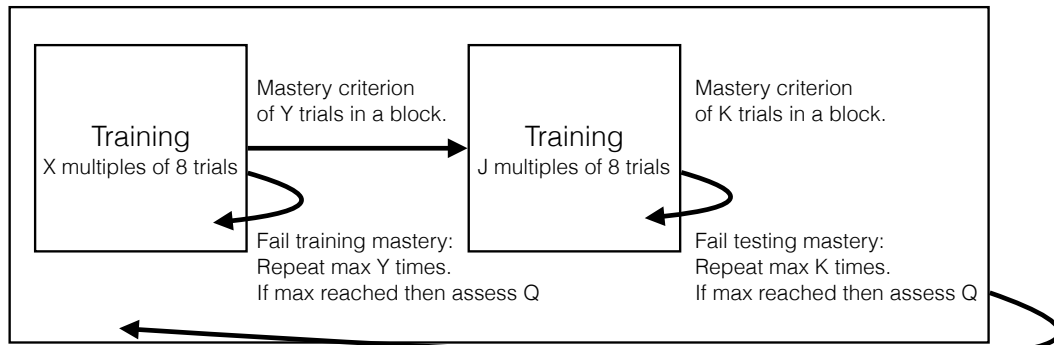 Training
X multiples of 8 trials
Mastery criterion
of Y trials in a block.
Fail training mastery:
Repeat max Y times.
If max reached then assess Q
Training
J multiples of 8 trials
Mastery criterion
of K trials in a block.
Fail testing mastery:
Repeat max K times.
If max reached then assess Q